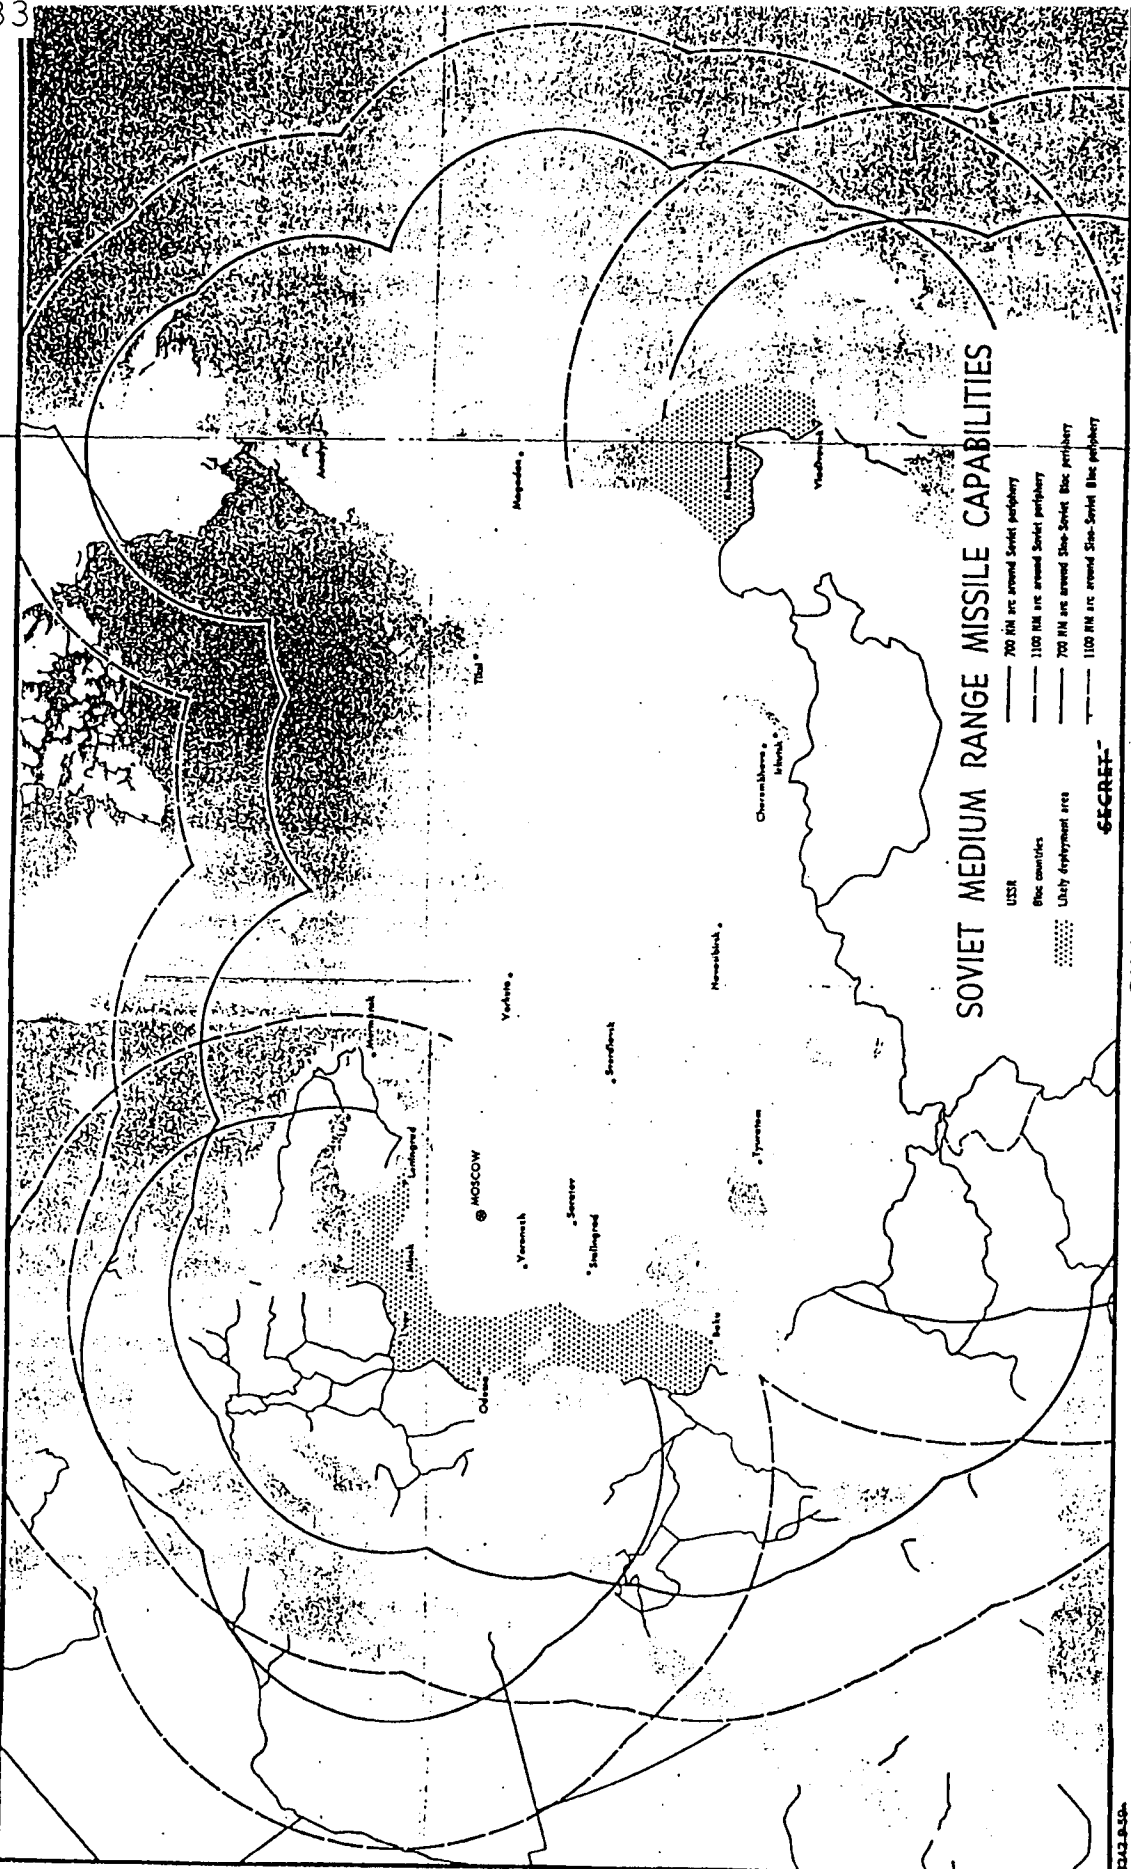 33
Anadyr
Magadan
Tiksi
Khabarovsk
Vladivostok
Cheremkhovo
Irkutsk
Novosibirsk
Murmansk
Vorkuta
Sverdlovsk
Leningrad
MOSCOW
Tyuratam
Minsk
Voronezh
Saratov
Stalingrad
Odessa
Baku
SOVIET MEDIUM RANGE MISSILE CAPABILITIES
USSR
Bloc countries
Likely deployment area
700 NM arc around Soviet periphery
1100 NM arc around Soviet periphery
700 NM arc around Sino-Soviet Bloc periphery
1100 NM arc around Sino-Soviet Bloc periphery
SECRET